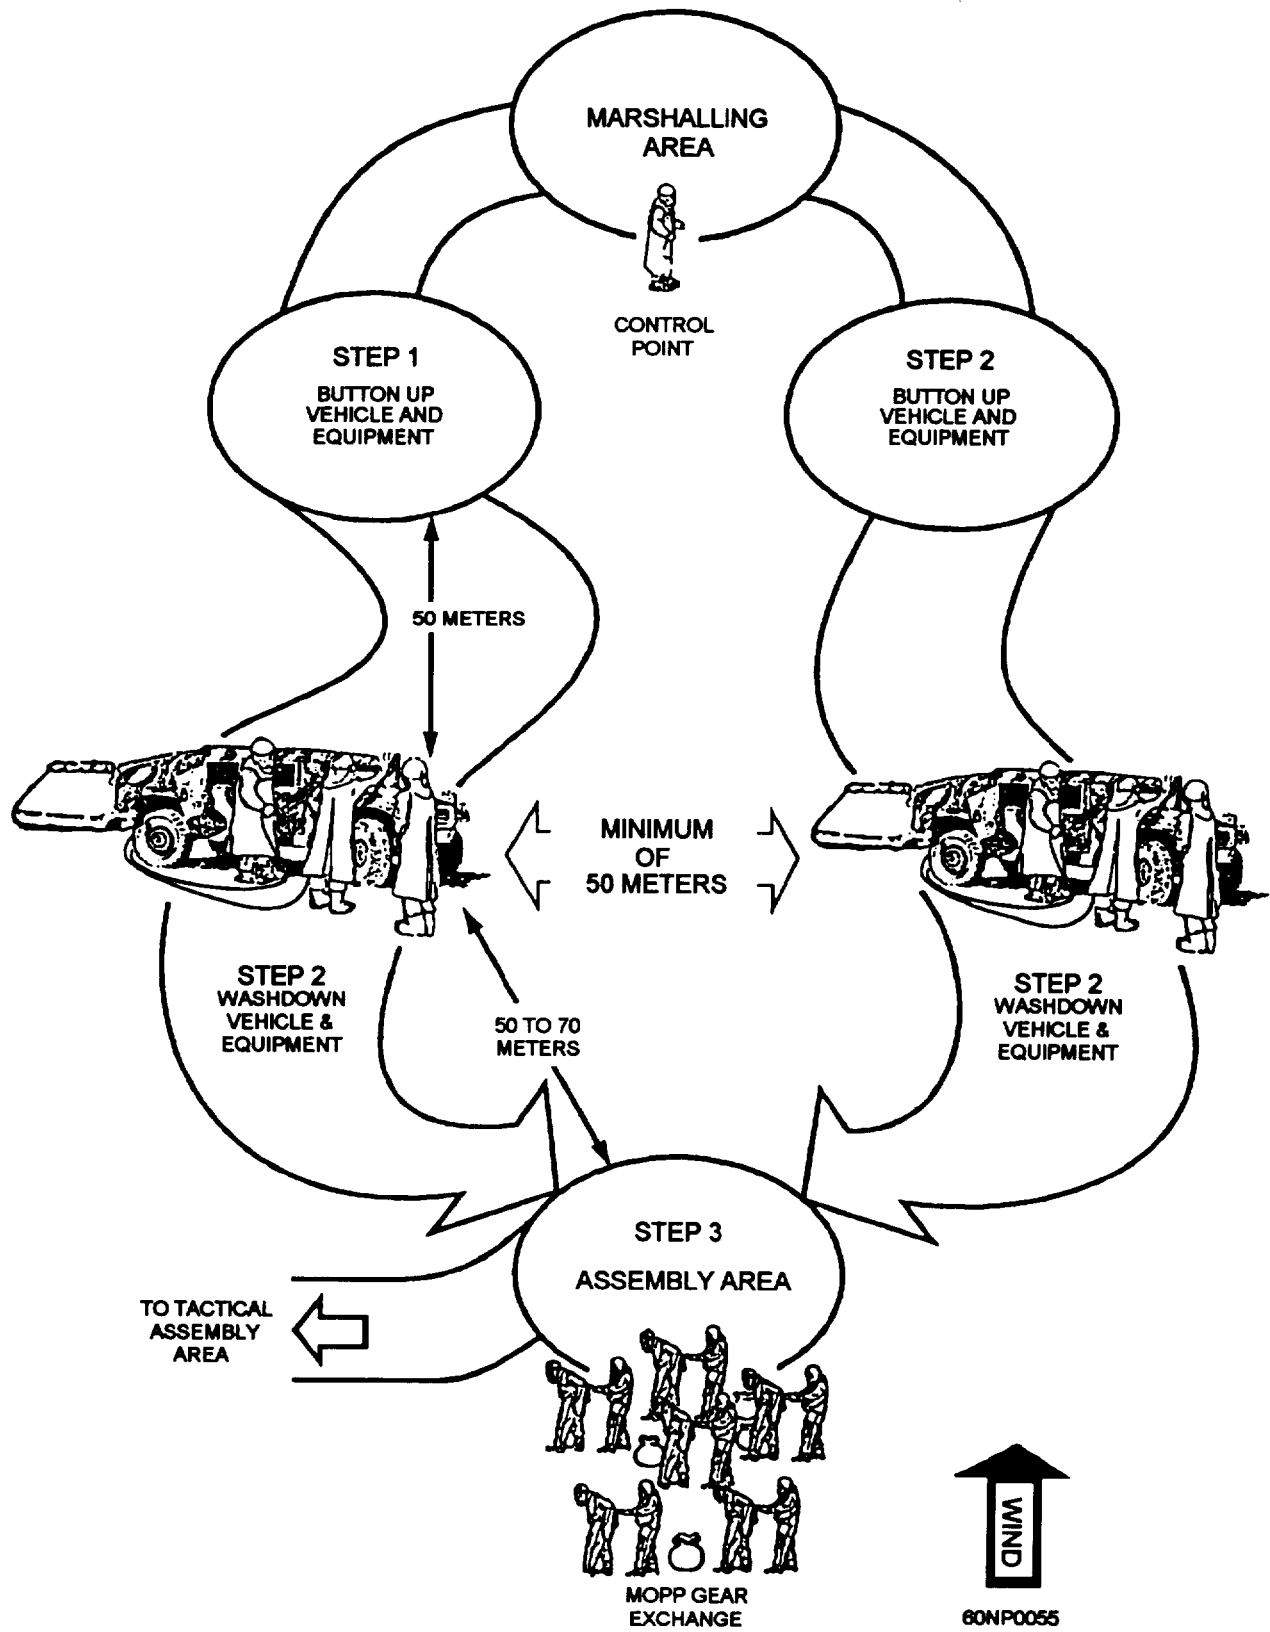 MARSHALLING
AREA
CONTROL
POINT
STEP 1
BUTTON UP
VEHICLE AND
EQUIPMENT
STEP 2
BUTTON UP
VEHICLE AND
EQUIPMENT
50 METERS
MINIMUM
OF
50 METERS
STEP 2
WASHDOWN
VEHICLE &
EQUIPMENT
50 TO 70
METERS
STEP 2
WASHDOWN
VEHICLE &
EQUIPMENT
STEP 3
ASSEMBLY AREA
TO TACTICAL
ASSEMBLY
AREA
MOPP GEAR
EXCHANGE
WIND
60NP0055